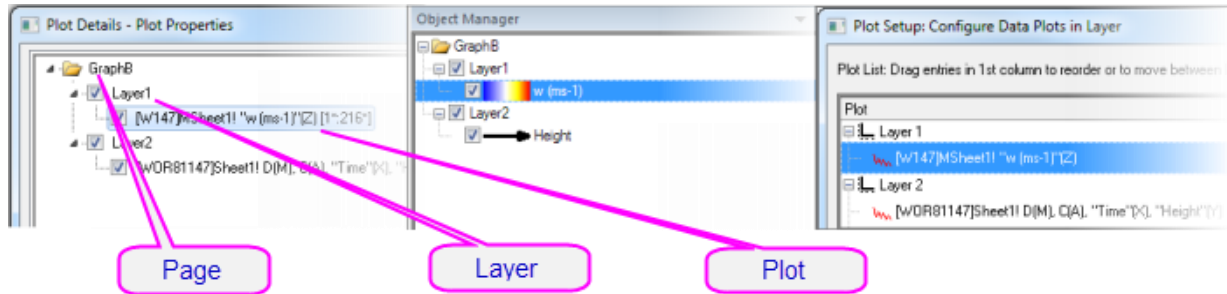 Plot Details - Plot Properties
GraphB
Layer1
[W147]MSheet1! "w (ms-1)"(Z) [1*:216*]
Layer2
[WOR81147]Sheet1! D(M), C(A), "Time"(X), "
Object Manager
GraphB
Layer1
w (ms-1)
Layer2
Height
Plot Setup: Configure Data Plots in Layer
Plot List: Drag entries in 1st column to reorder or to move between
Plot
Layer 1
[W147]MSheet1! "w (ms-1)"(Z)
Layer 2
[WOR81147]Sheet1! D(M), C(A), "Time"(X), "Height"(Y)
Page
Layer
Plot